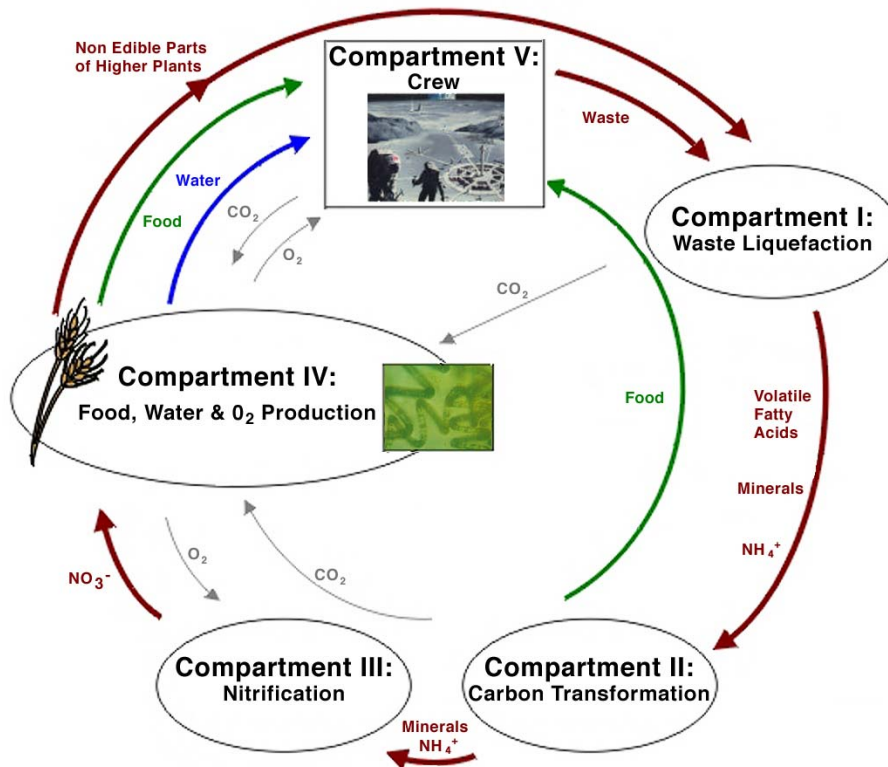 Non Edible Parts
of Higher Plants
Compartment V:
Crew
Waste
Water
Food
CO₂
O₂
Compartment I:
Waste Liquefaction
CO₂
Compartment IV:
Food, Water & 0₂ Production
Food
Volatile
Fatty
Acids
Minerals
NH₄⁺
O₂
CO₂
NO₃⁻
Compartment III:
Nitrification
Compartment II:
Carbon Transformation
Minerals
NH₄⁺